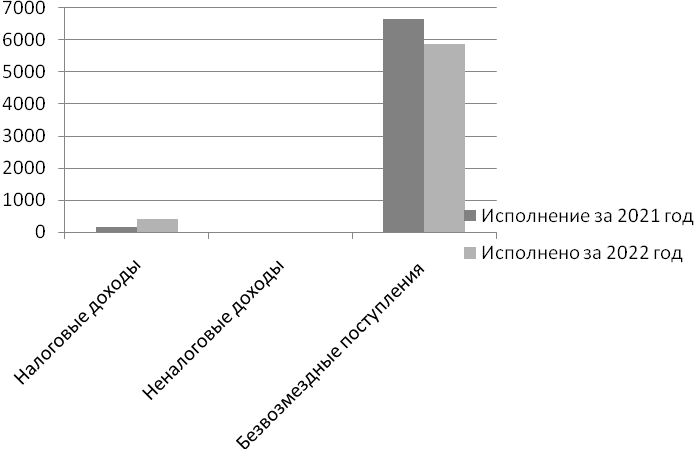 7000
6000
5000
4000
3000
2000
1000
0
Налоговые доходы
Неналоговые доходы
Безвозмездные поступления
Исполнение за 2021 год
Исполнено за 2022 год